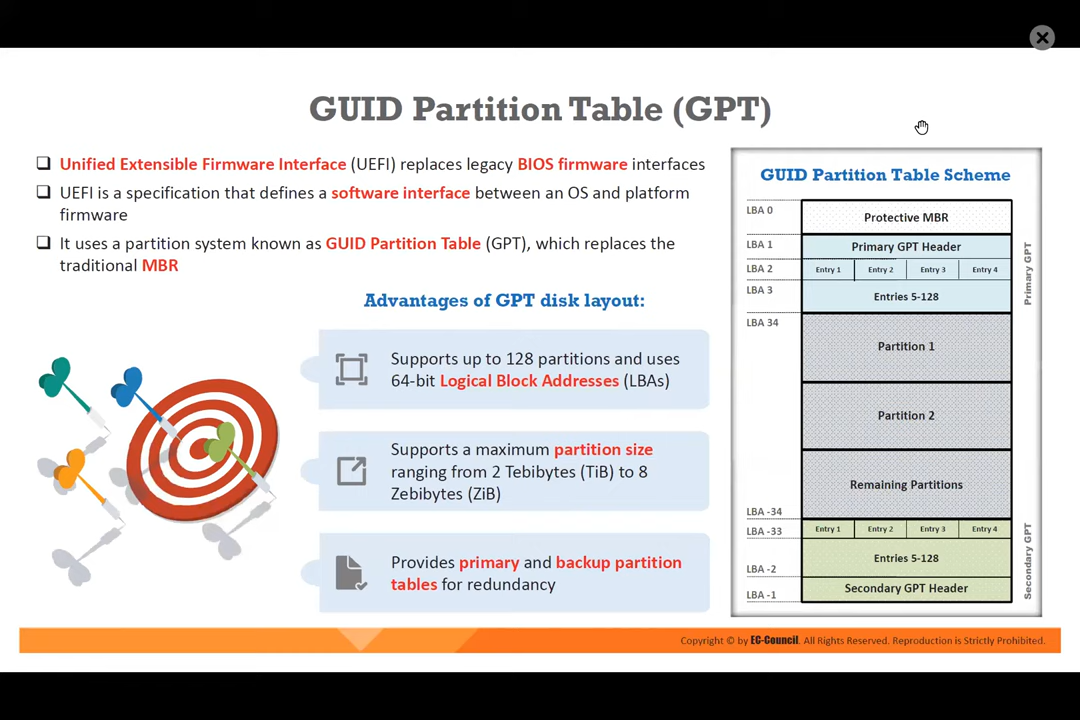 GUID Partition Table (GPT)
❑ Unified Extensible Firmware Interface (UEFI) replaces legacy BIOS firmware interfaces
❑ UEFI is a specification that defines a software interface between an OS and platform
firmware
❑ It uses a partition system known as GUID Partition Table (GPT), which replaces the
traditional MBR
Advantages of GPT disk layout:
Supports up to 128 partitions and uses
64-bit Logical Block Addresses (LBAs)
Supports a maximum partition size
ranging from 2 Tebibytes (TiB) to 8
Zebibytes (ZiB)
Provides primary and backup partition
tables for redundancy
GUID Partition Table Scheme
LBA 0
Protective MBR
LBA 1
Primary GPT Header
LBA 2
Entry 1 Entry 2 Entry 3 Entry 4
LBA 3
Entries 5-128
Primary GPT
LBA 34
Partition 1
Partition 2
Remaining Partitions
LBA -34
LBA -33
Entry 1 Entry 2 Entry 3 Entry 4
Entries 5-128
LBA -2
Secondary GPT Header
LBA -1
Secondary GPT
Copyright © by EC-Council. All Rights Reserved. Reproduction is Strictly Prohibited.